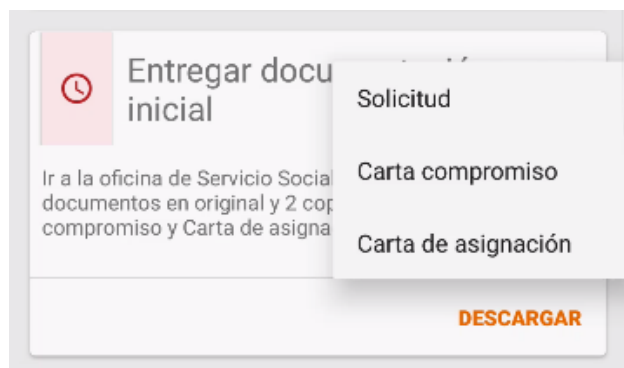 Entregar docu
inicial
Ir a la oficina de Servicio Social
documentos en original y 2 cop
compromiso y Carta de asigna
Solicitud
Carta compromiso
Carta de asignación
DESCARGAR